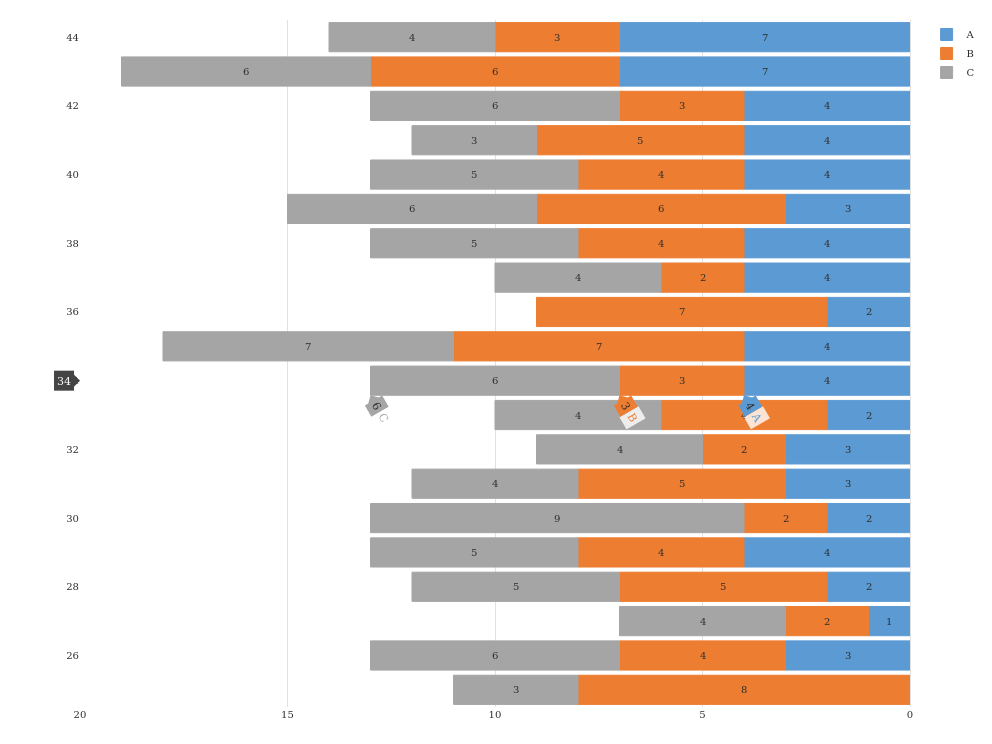 44 4 3 7 A
6 6 7 B
42 6 3 4 C
3 5 4
40 5 4 4
6 6 3
38 5 4 4
4 2 4
36 7 2
7 7 4
34 6 3 4
6 C 3 B 4 A
4 2
32 4 2 3
4 5 3
30 9 2 2
5 4 4
28 5 5 2
4 2 1
26 6 4 3
3 8
20 15 10 5 0